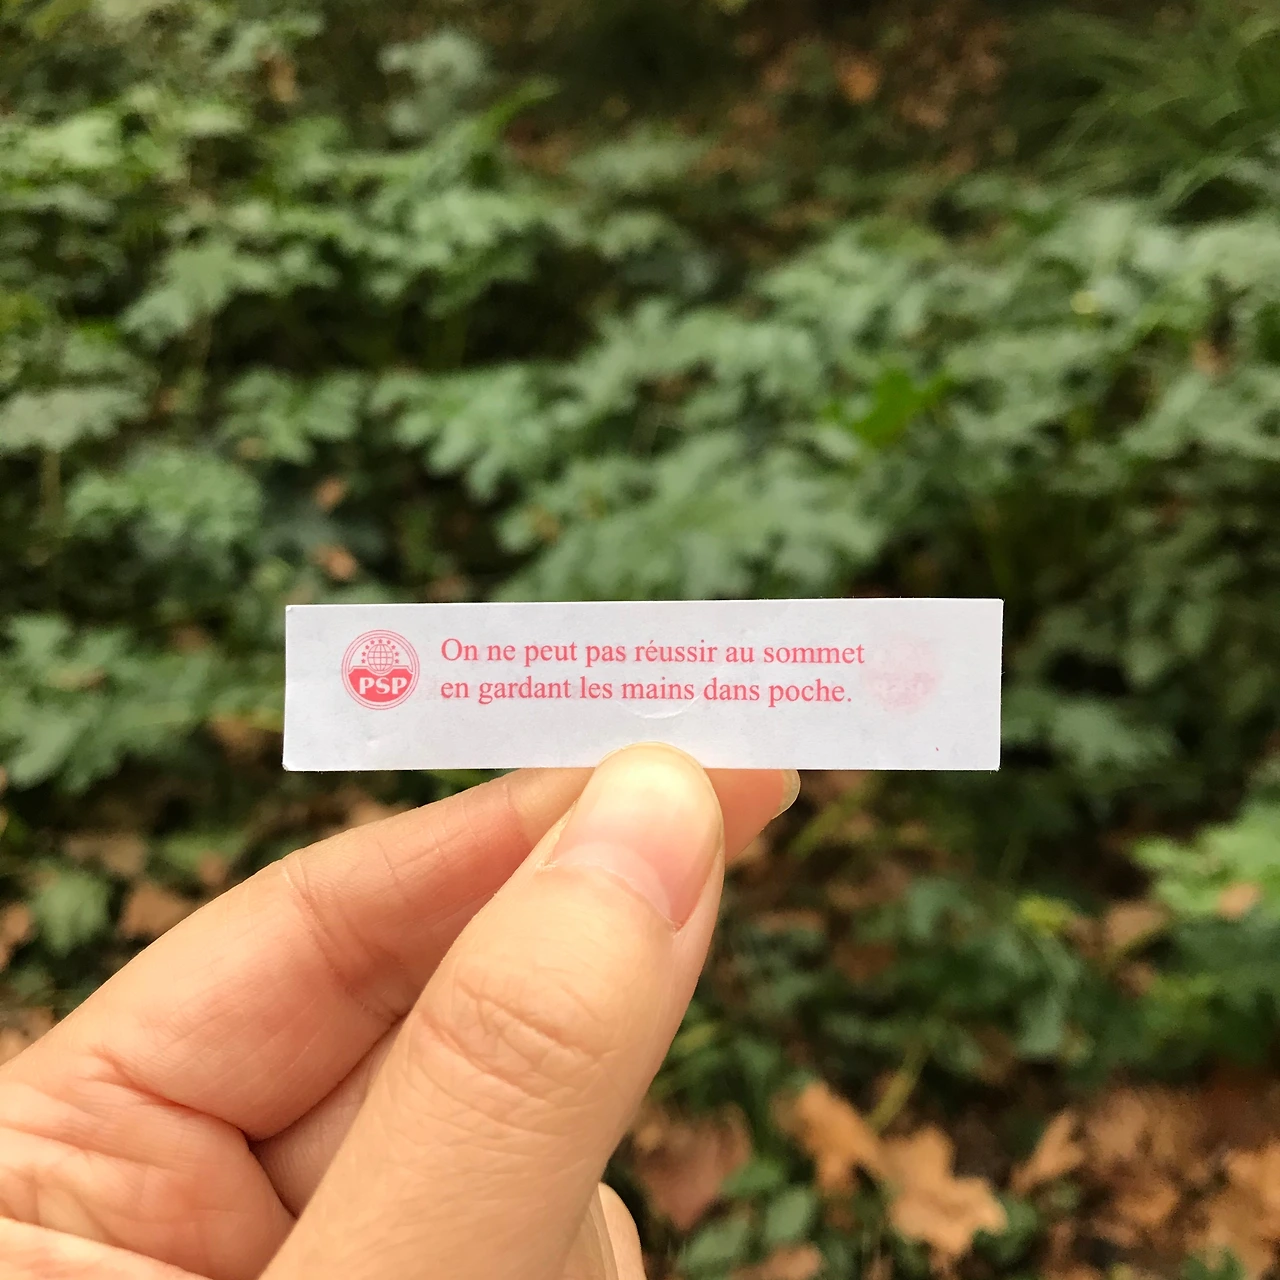 PSP
On ne peut pas réussir au sommet
en gardant les mains dans poche.